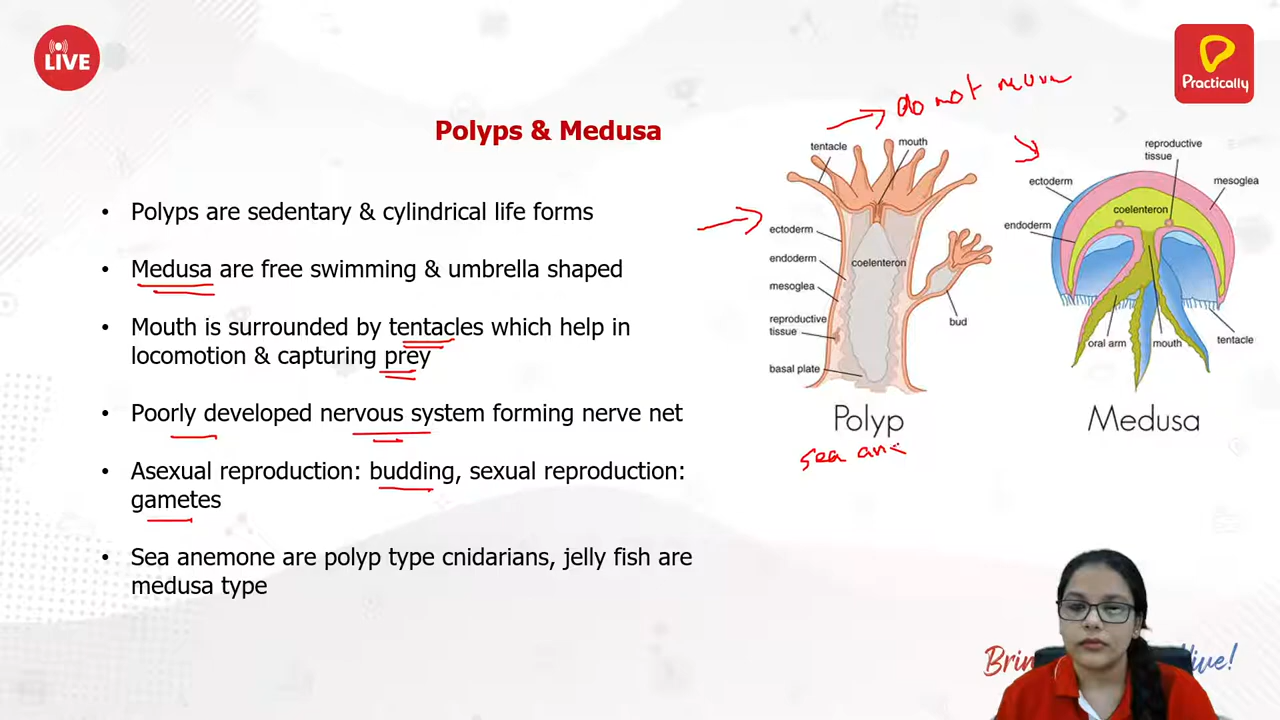 LIVE
Practically
do not move
Polyps & Medusa
Polyps are sedentary & cylindrical life forms
Medusa are free swimming & umbrella shaped
Mouth is surrounded by tentacles which help in
locomotion & capturing prey
Poorly developed nervous system forming nerve net
Asexual reproduction: budding, sexual reproduction:
gametes
Sea anemone are polyp type cnidarians, jelly fish are
medusa type
tentacle
mouth
ectoderm
endoderm
coelenteron
mesoglea
reproductive
tissue
bud
basal plate
Polyp
sea ane
reproductive
tissue
ectoderm
mesoglea
coelenteron
endoderm
oral arm
mouth
tentacle
Medusa